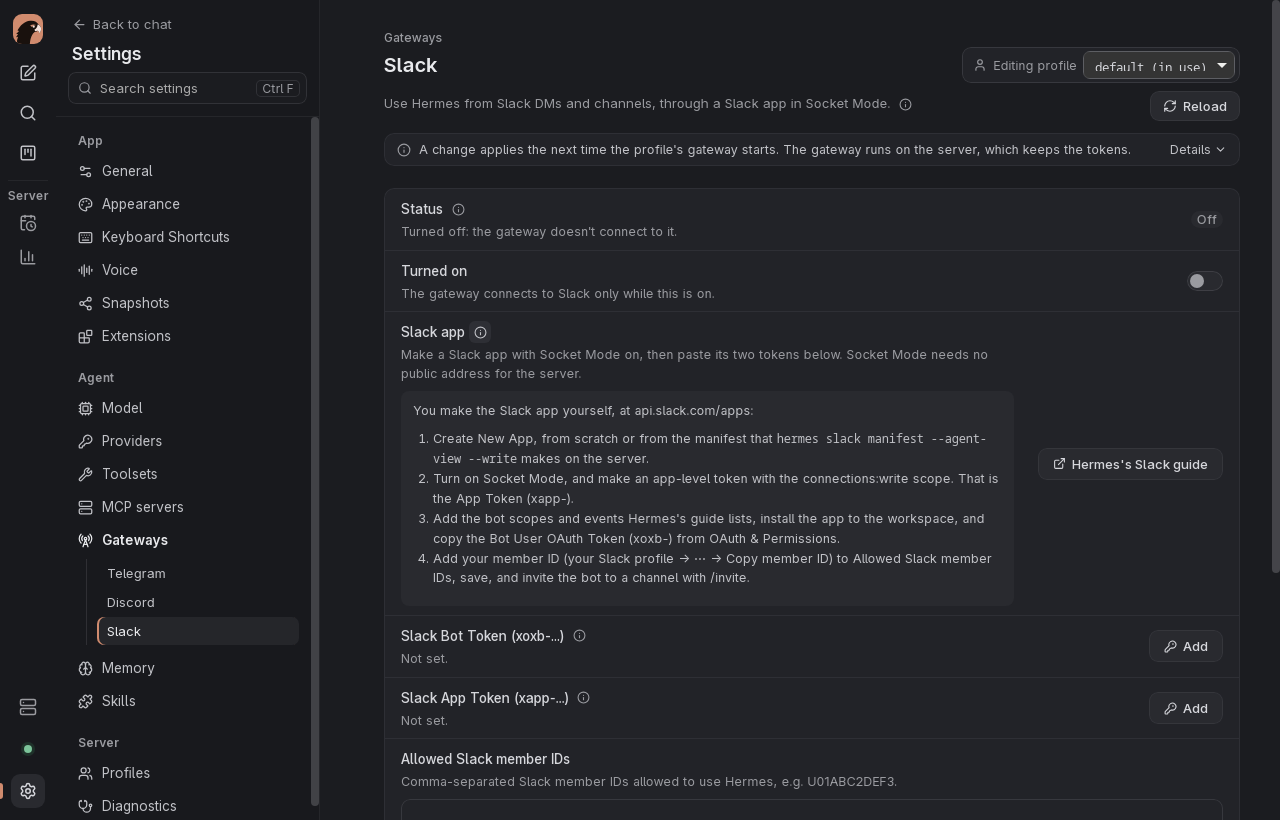 Back to chat
Settings
Search settings
Ctrl F
App
General
Appearance
Keyboard Shortcuts
Voice
Snapshots
Extensions
Agent
Model
Providers
Toolsets
MCP servers
Gateways
Telegram
Discord
Slack
Memory
Skills
Server
Profiles
Diagnostics
Server
Gateways
Slack
Editing profile
default (in use)
Use Hermes from Slack DMs and channels, through a Slack app in Socket Mode.
Reload
A change applies the next time the profile's gateway starts. The gateway runs on the server, which keeps the tokens.
Details
Status
Off
Turned off: the gateway doesn't connect to it.
Turned on
The gateway connects to Slack only while this is on.
Slack app
Make a Slack app with Socket Mode on, then paste its two tokens below. Socket Mode needs no
public address for the server.
You make the Slack app yourself, at api.slack.com/apps:
1. Create New App, from scratch or from the manifest that hermes slack manifest --agent-
view --write makes on the server.
2. Turn on Socket Mode, and make an app-level token with the connections:write scope. That is
the App Token (xapp-).
3. Add the bot scopes and events Hermes's guide lists, install the app to the workspace, and
copy the Bot User OAuth Token (xoxb-) from OAuth & Permissions.
4. Add your member ID (your Slack profile → ⋯ → Copy member ID) to Allowed Slack member
IDs, save, and invite the bot to a channel with /invite.
Hermes's Slack guide
Slack Bot Token (xoxb-...)
Not set.
Add
Slack App Token (xapp-...)
Not set.
Add
Allowed Slack member IDs
Comma-separated Slack member IDs allowed to use Hermes, e.g. U01ABC2DEF3.